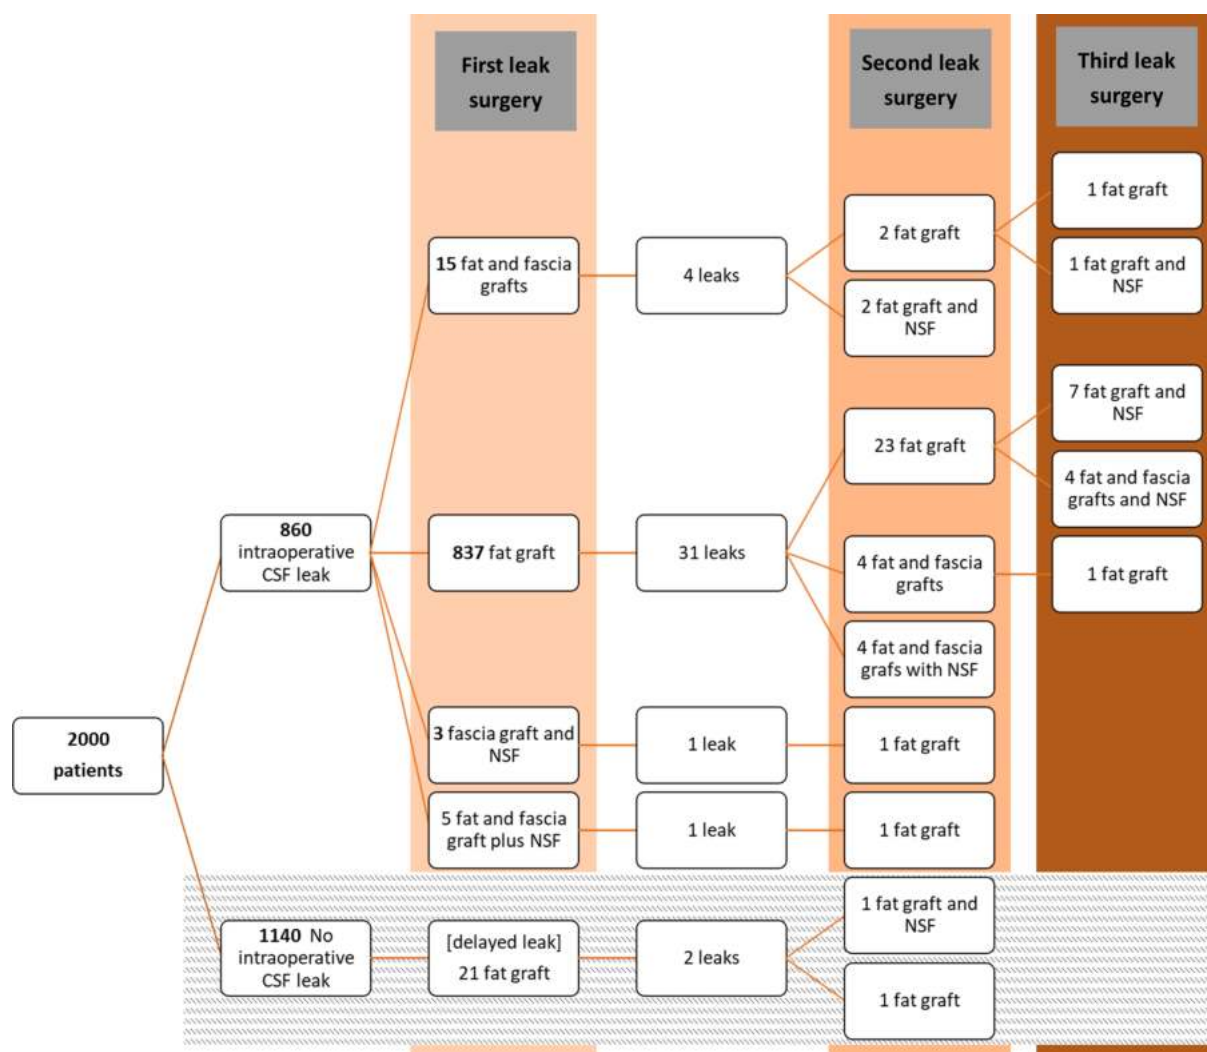 First leak
surgery
Second leak
surgery
Third leak
surgery
2000
patients
860
intraoperative
CSF leak
15 fat and fascia
grafts
4 leaks
2 fat graft
1 fat graft
1 fat graft and
NSF
2 fat graft and
NSF
837 fat graft
31 leaks
23 fat graft
7 fat graft and
NSF
4 fat and fascia
grafts and NSF
4 fat and fascia
grafts
1 fat graft
4 fat and fascia
grafs with NSF
3 fascia graft and
NSF
1 leak
1 fat graft
5 fat and fascia
graft plus NSF
1 leak
1 fat graft
1140 No
intraoperative
CSF leak
[delayed leak]
21 fat graft
2 leaks
1 fat graft and
NSF
1 fat graft